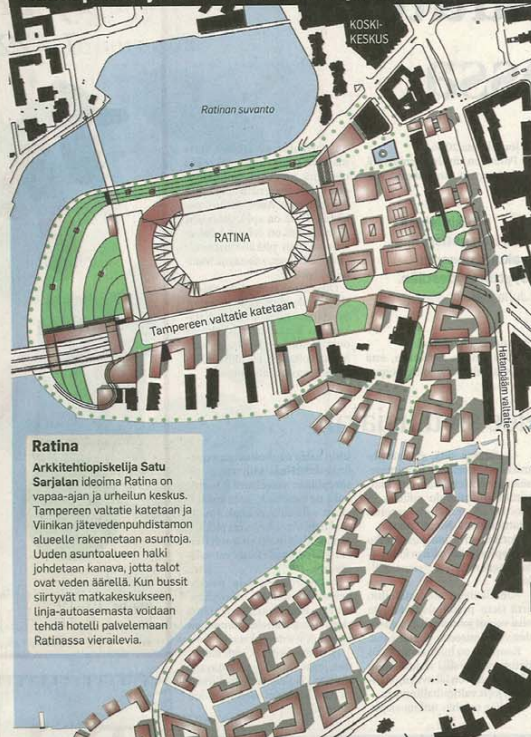 KOSKI-
KESKUS
Ratinan suvanto
RATINA
Tampereen valtatie katetaan
Hatanpään valtatie
Ratina
Arkkitehtiopiskelija Satu
Sarjalan ideoima Ratina on
vapaa-ajan ja urheilun keskus.
Tampereen valtatie katetaan ja
Viinikan jätevedenpuhdistamon
alueelle rakennetaan asuntoja.
Uuden asuntoalueen halki
johdetaan kanava, jotta talot
ovat veden äärellä. Kun bussit
siirtyvät matkakeskukseen,
linja-autoasemasta voidaan
tehdä hotelli palvelemaan
Ratinassa vierailevia.